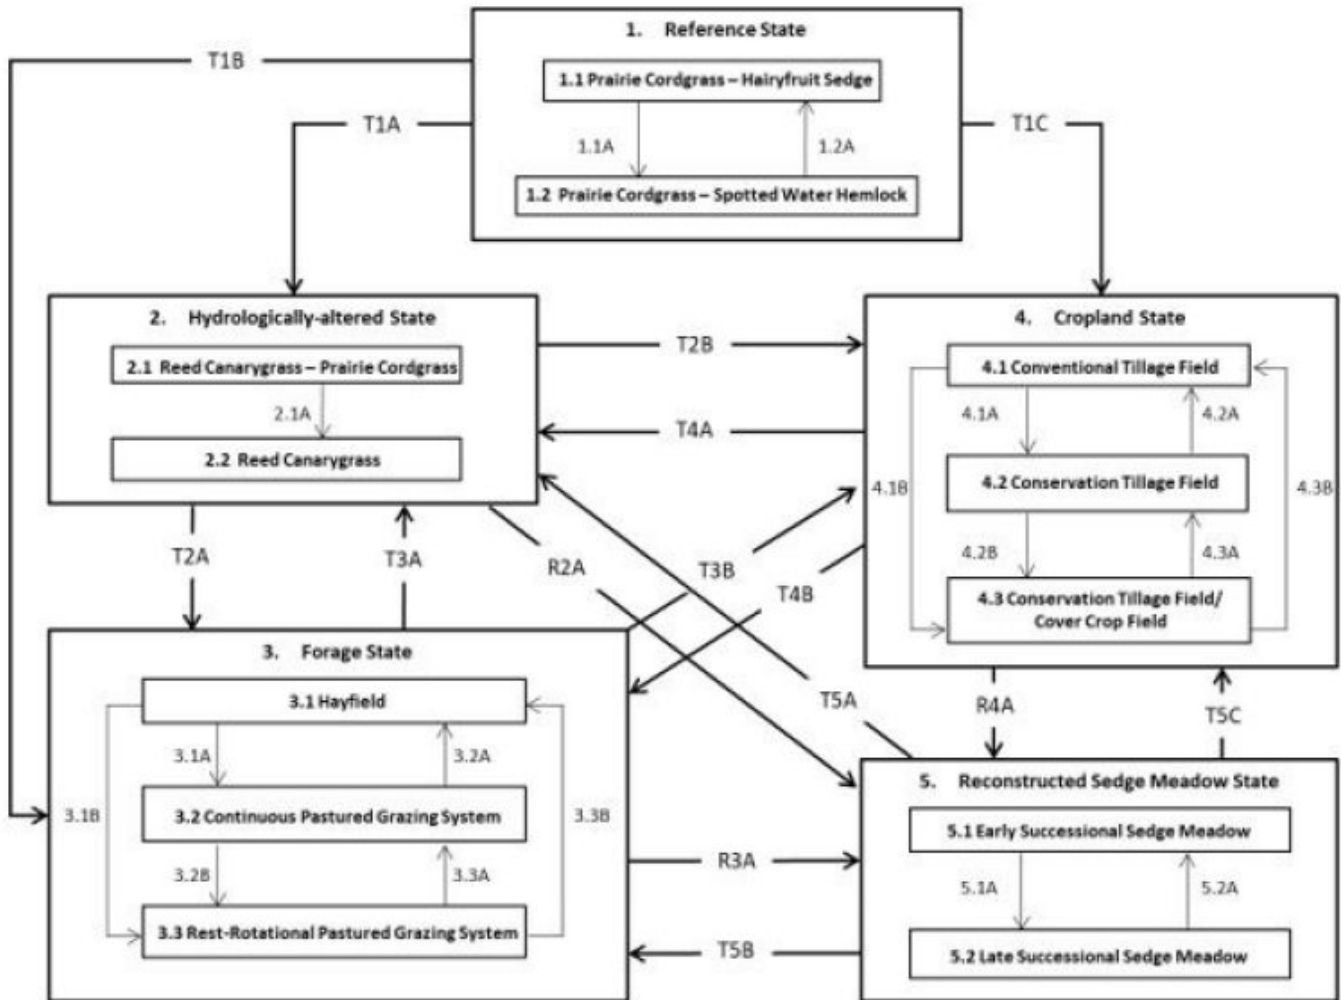 1. Reference State
T1B
1.1 Prairie Cordgrass – Hairyfruit Sedge
T1A
T1C
1.1A
1.2A
1.2 Prairie Cordgrass – Spotted Water Hemlock
2. Hydrologically-altered State
2.1 Reed Canarygrass – Prairie Cordgrass
2.1A
2.2 Reed Canarygrass
T2B
T4A
4. Cropland State
4.1 Conventional Tillage Field
4.1A
4.2A
4.1B
4.2 Conservation Tillage Field
4.3B
4.2B
4.3A
4.3 Conservation Tillage Field/
Cover Crop Field
T2A
T3A
R2A
T3B
T4B
3. Forage State
3.1 Hayfield
3.1A
3.2A
3.1B
3.2 Continuous Pastured Grazing System
3.3B
3.2B
3.3A
3.3 Rest-Rotational Pastured Grazing System
T5A
R4A
T5C
R3A
T5B
5. Reconstructed Sedge Meadow State
5.1 Early Successional Sedge Meadow
5.1A
5.2A
5.2 Late Successional Sedge Meadow